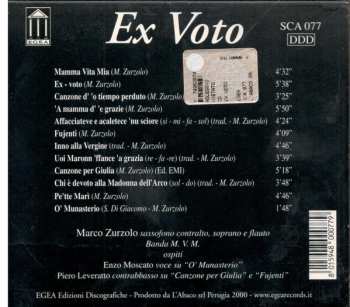 Ex Voto
SCA 077
DDD
EGEA
Mamma Vita Mia (M. Zurzolo) 4'32"
Ex - voto (M. Zurzolo) 5'38"
Canzone d' 'o tiempo perduto (M. Zurzolo) 3'25"
'A mamma d' 'e grazie (M. Zurzolo) 5'50"
Affacciateve e acaletece 'nu sciore (si - mi - fa - sol) (trad. - M. Zurzolo) 4'24"
Fujenti (M. Zurzolo) 4'09"
Inno alla Vergine (trad. - M. Zurzolo) 4'46"
Uoi Maronn 'ffance 'a grazia (re - fa - re) (trad. - M. Zurzolo) 3'39"
Canzone per Giulia (M. Zurzolo) (Ed. EMI) 5'18"
Chi è devoto alla Madonna dell'Arco (sol - do) (trad. - M. Zurzolo) 3'48"
Pe'tte Marì (M. Zurzolo) 4'46"
O' Munasterio (S. Di Giacomo - M. Zurzolo) 1'48"
Marco Zurzolo sassofono contralto, soprano e flauto
Banda M. V. M.
ospiti
Enzo Moscato voce su "O' Munasterio"
Piero Leveratto contrabbasso su "Canzone per Giulia" e "Fujenti"
EGEA Edizioni Discografiche - Prodotto da L'Abaco srl Perugia 2000 - www.egearecords.it
8 015948 000779